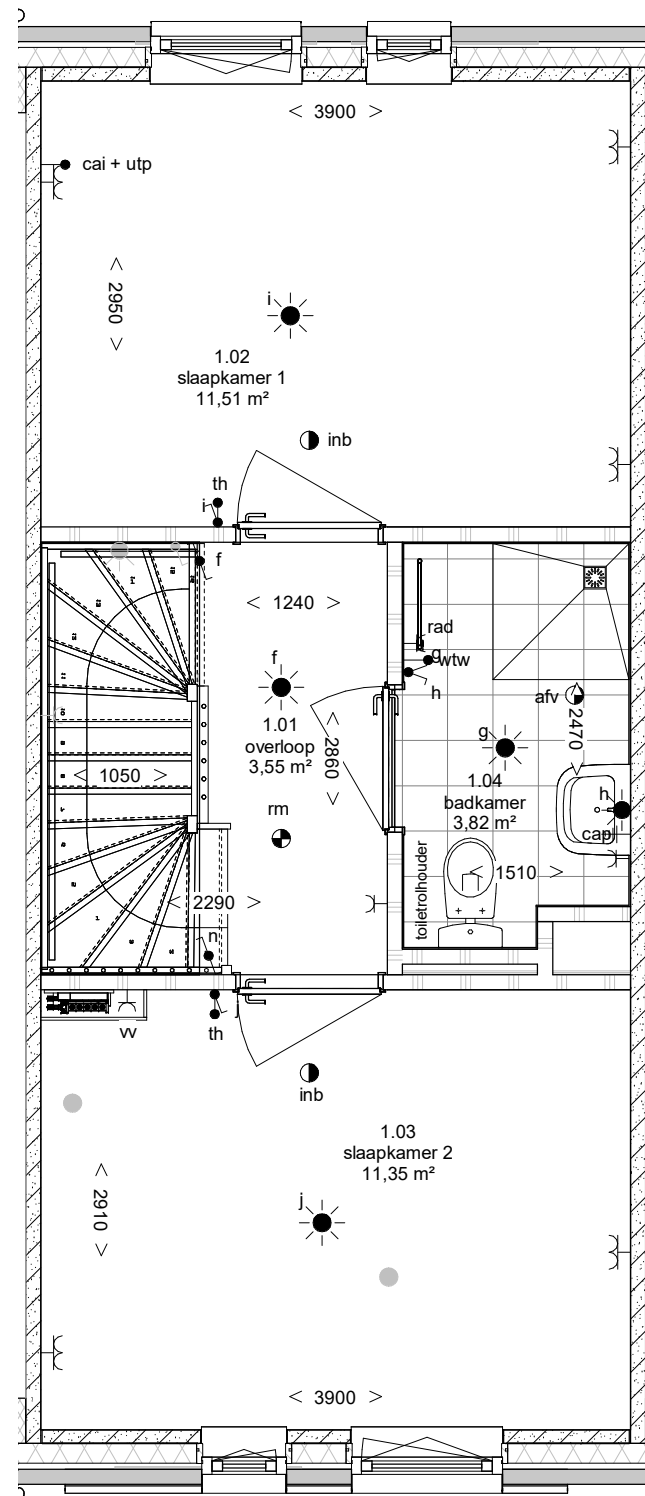 3900
cai + utp
2950
i
1.02
slaapkamer 1
11,51 m²
inb
th
i
f
1240
rad
g
wtw
h
f
afv
2470
1.01
overloop
3,55 m²
2860
g
1.04
badkamer
3,82 m²
1050
h
rm
toiletrolhouder
1510
2290
n
j
th
vv
inb
1.03
slaapkamer 2
11,35 m²
2910
j
3900